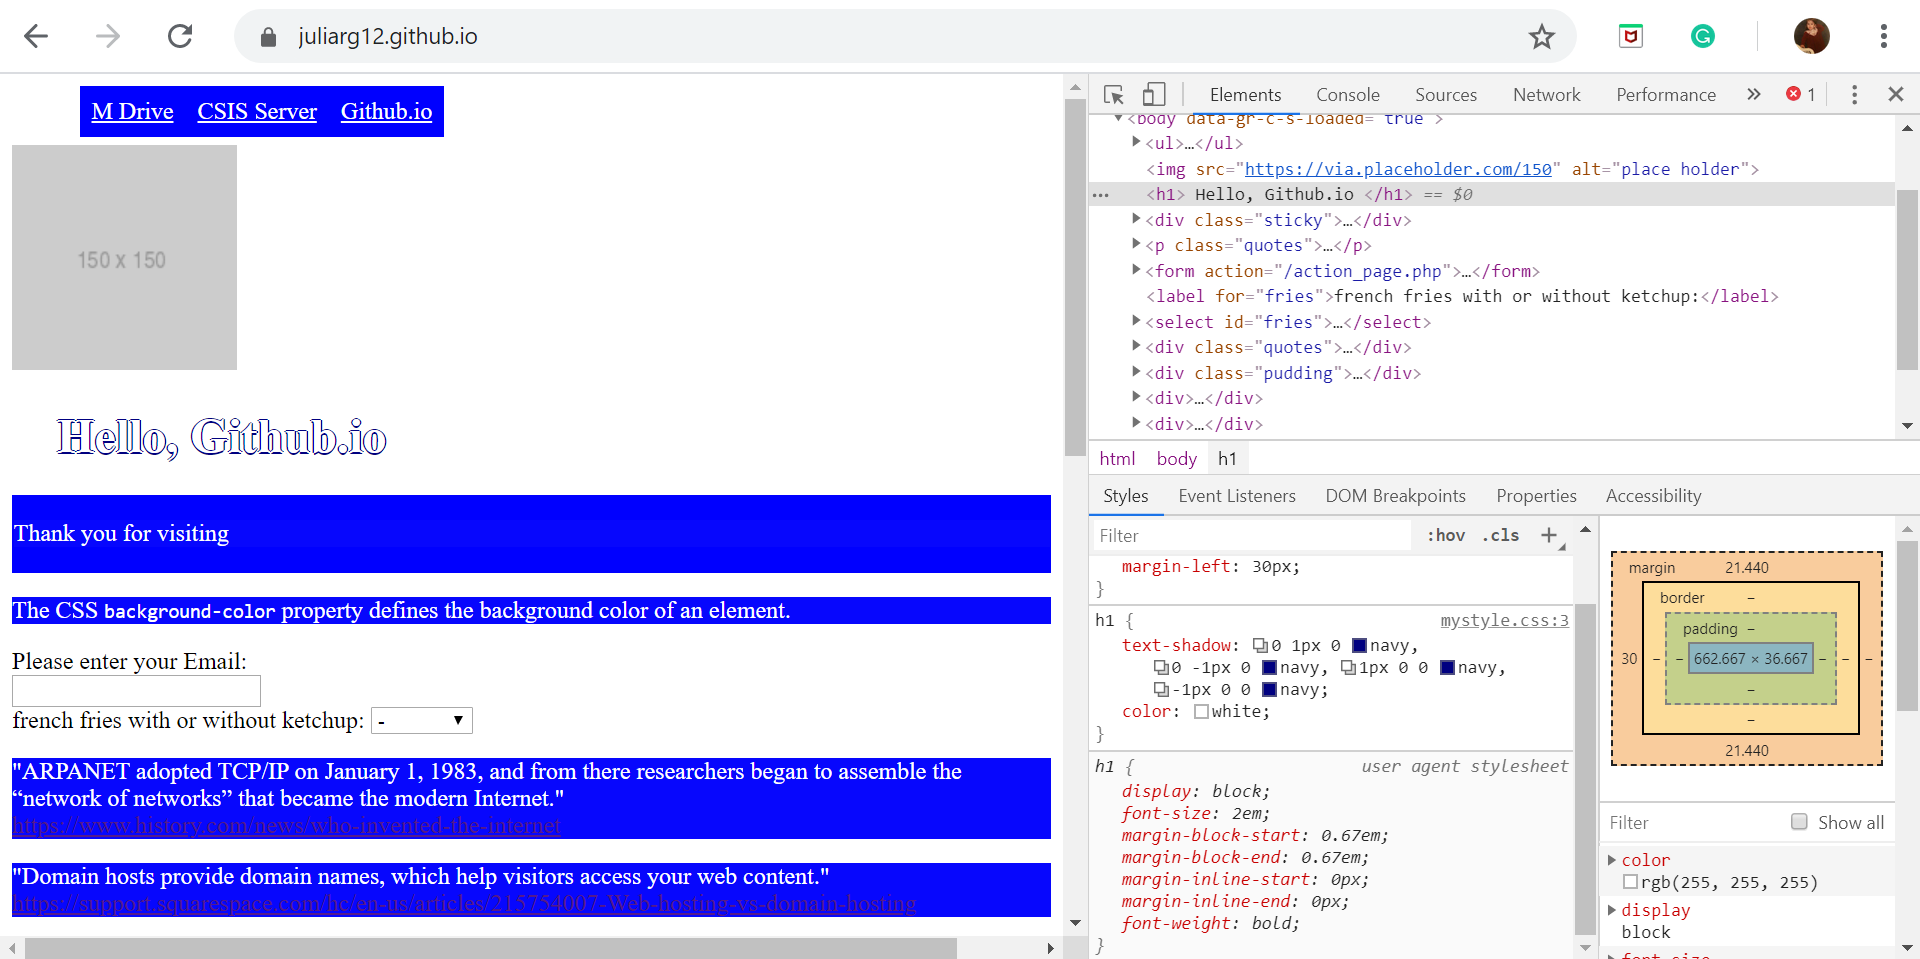 juliarg12.github.io
M Drive CSIS Server Github.io
150 x 150
Hello, Github.io
Thank you for visiting
The CSS background-color property defines the background color of an element.
Please enter your Email:
french fries with or without ketchup: -
"ARPANET adopted TCP/IP on January 1, 1983, and from there researchers began to assemble the
“network of networks” that became the modern Internet."
https://www.history.com/news/who-invented-the-internet
"Domain hosts provide domain names, which help visitors access your web content."
https://support.squarespace.com/hc/en-us/articles/215754007-Web-hosting-vs-domain-hosting
Elements Console Sources Network Performance » 1
<body data-gr-c-s-loaded="true">
<ul>…</ul>
<img src="https://via.placeholder.com/150" alt="place holder">
<h1> Hello, Github.io </h1> == $0
<div class="sticky">…</div>
<p class="quotes">…</p>
<form action="/action_page.php">…</form>
<label for="fries">french fries with or without ketchup:</label>
<select id="fries">…</select>
<div class="quotes">…</div>
<div class="pudding">…</div>
<div>…</div>
<div>…</div>
html body h1
Styles Event Listeners DOM Breakpoints Properties Accessibility
Filter :hov .cls +
margin-left: 30px;
}
h1 { mystyle.css:3
text-shadow: 0 1px 0 navy,
0 -1px 0 navy, 1px 0 0 navy,
-1px 0 0 navy;
color: white;
}
h1 { user agent stylesheet
display: block;
font-size: 2em;
margin-block-start: 0.67em;
margin-block-end: 0.67em;
margin-inline-start: 0px;
margin-inline-end: 0px;
font-weight: bold;
}
margin 21.440
border –
padding –
30 – – 662.667 × 36.667 – – –
–
–
21.440
Filter Show all
color
rgb(255, 255, 255)
display
block
font-size